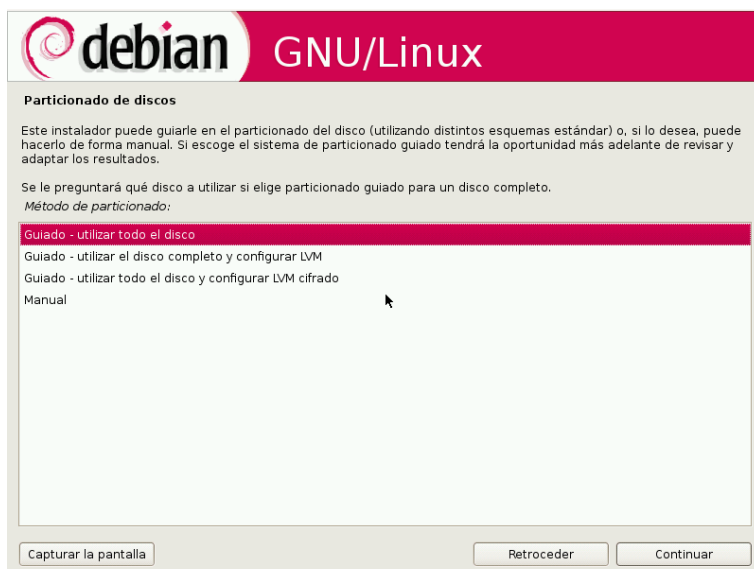 debian GNU/Linux
Particionado de discos
Este instalador puede guiarle en el particionado del disco (utilizando distintos esquemas estándar) o, si lo desea, puede
hacerlo de forma manual. Si escoge el sistema de particionado guiado tendrá la oportunidad más adelante de revisar y
adaptar los resultados.
Se le preguntará qué disco a utilizar si elige particionado guiado para un disco completo.
Método de particionado:
Guiado - utilizar todo el disco
Guiado - utilizar el disco completo y configurar LVM
Guiado - utilizar todo el disco y configurar LVM cifrado
Manual
Capturar la pantalla
Retroceder
Continuar